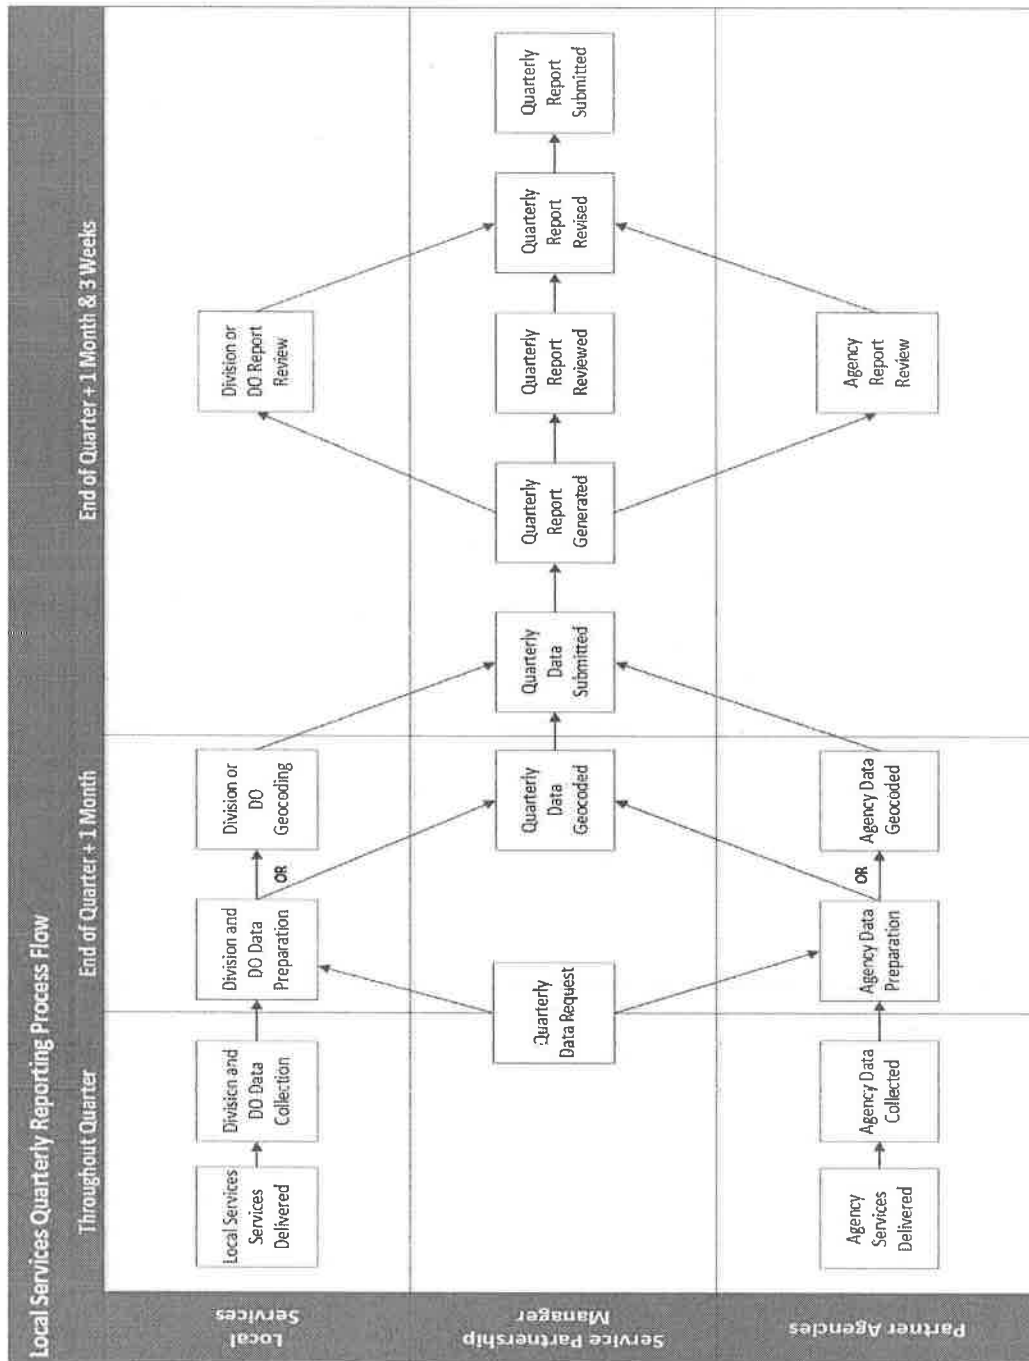 Local Services Quarterly Reporting Process Flow
Throughout Quarter
End of Quarter + 1 Month
End of Quarter + 1 Month & 3 Weeks
Local
Services
Local Services
Services
Delivered
Division and
DO Data
Collection
Division and
DO Data
Preparation
OR
Division or
DO
Geocoding
Division or
DO Report
Review
Service Partnership
Manager
Quarterly
Data Request
Quarterly
Data
Geocoded
Quarterly
Data
Submitted
Quarterly
Report
Generated
Quarterly
Report
Reviewed
Quarterly
Report
Revised
Quarterly
Report
Submitted
Partner Agencies
Agency
Services
Delivered
Agency Data
Collected
Agency Data
Preparation
OR
Agency Data
Geocoded
Agency
Report
Review